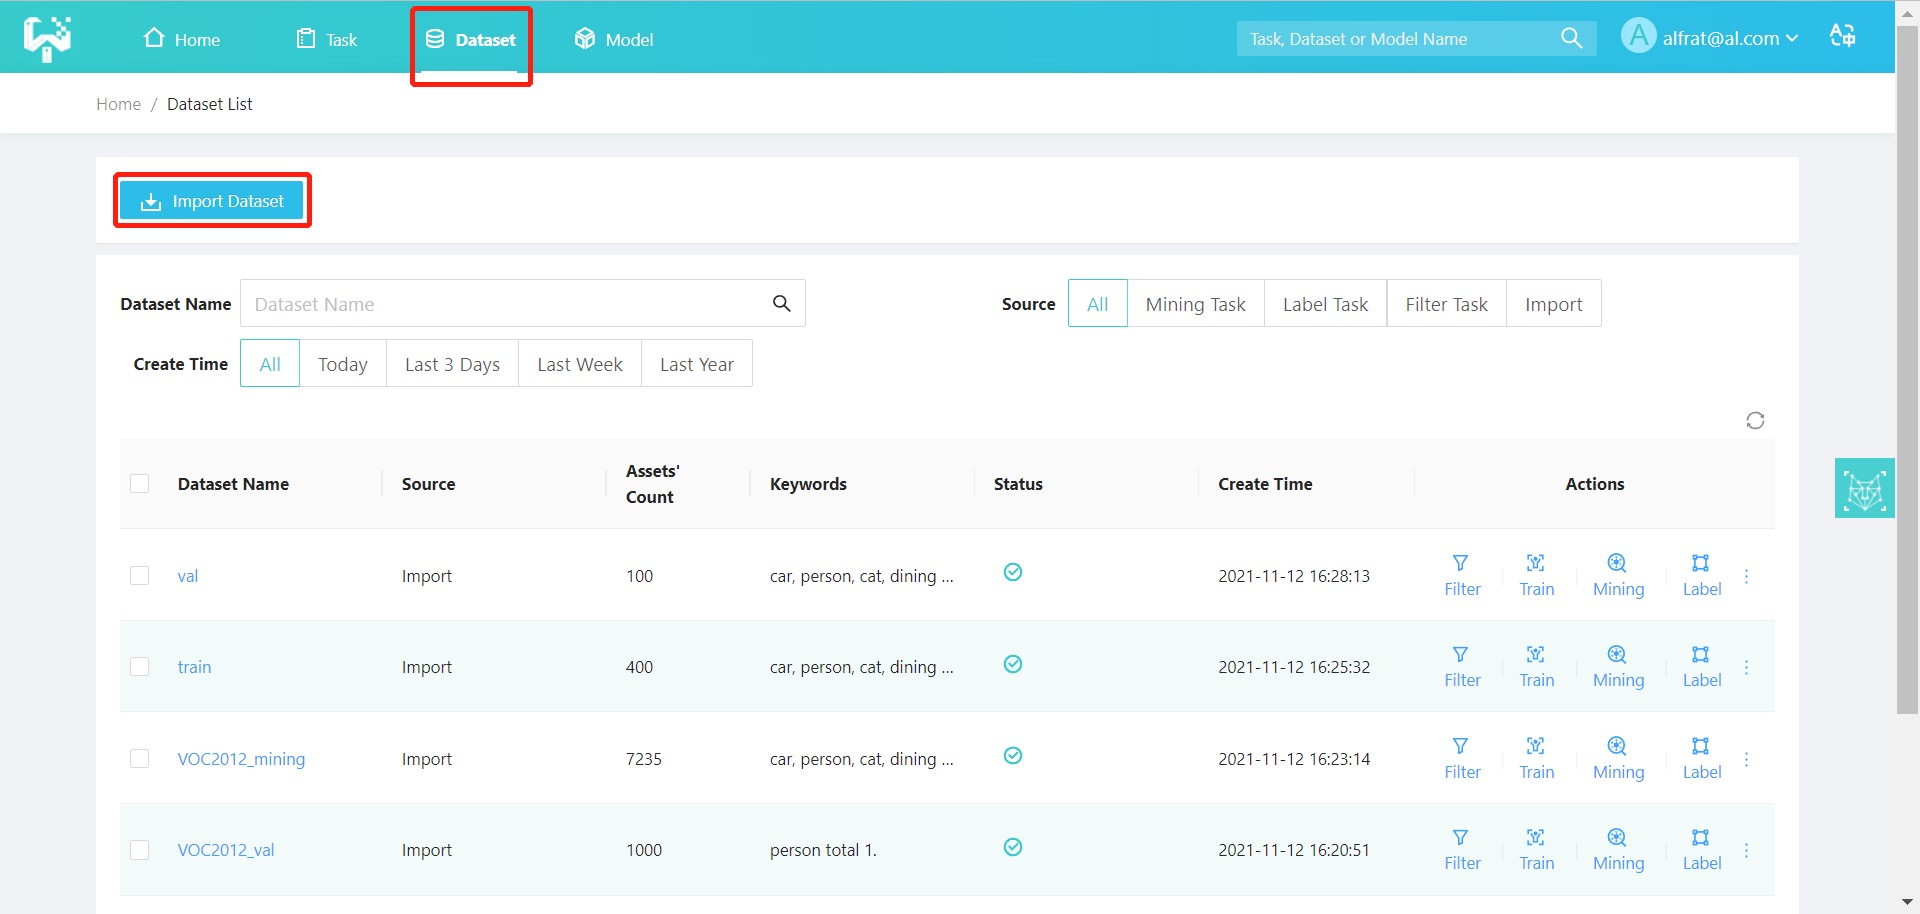 Home
Task
Dataset
Model
Task, Dataset or Model Name
A
alfrat@al.com
Home / Dataset List
Import Dataset
Dataset Name
Dataset Name
Source
All
Mining Task
Label Task
Filter Task
Import
Create Time
All
Today
Last 3 Days
Last Week
Last Year
Dataset Name
Source
Assets'
Count
Keywords
Status
Create Time
Actions
val
Import
100
car, person, cat, dining ...
2021-11-12 16:28:13
Filter
Train
Mining
Label
train
Import
400
car, person, cat, dining ...
2021-11-12 16:25:32
Filter
Train
Mining
Label
VOC2012_mining
Import
7235
car, person, cat, dining ...
2021-11-12 16:23:14
Filter
Train
Mining
Label
VOC2012_val
Import
1000
person total 1.
2021-11-12 16:20:51
Filter
Train
Mining
Label